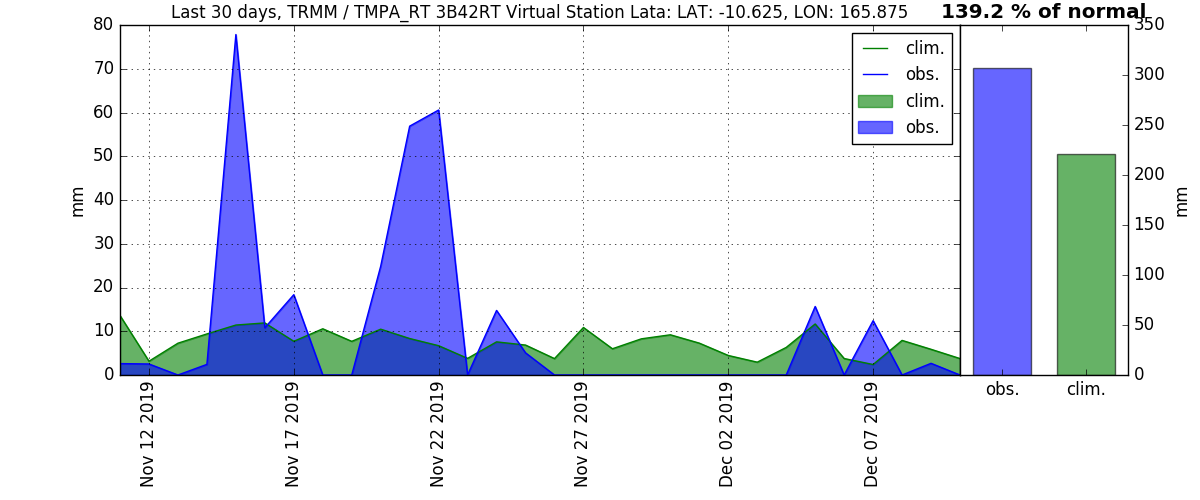 Last 30 days, TRMM / TMPA_RT 3B42RT Virtual Station Lata: LAT: -10.625, LON: 165.875
139.2 % of normal
80
70
60
50
40
30
20
10
0
mm
clim.
obs.
clim.
obs.
350
300
250
200
150
100
50
0
mm
Nov 12 2019
Nov 17 2019
Nov 22 2019
Nov 27 2019
Dec 02 2019
Dec 07 2019
obs.
clim.